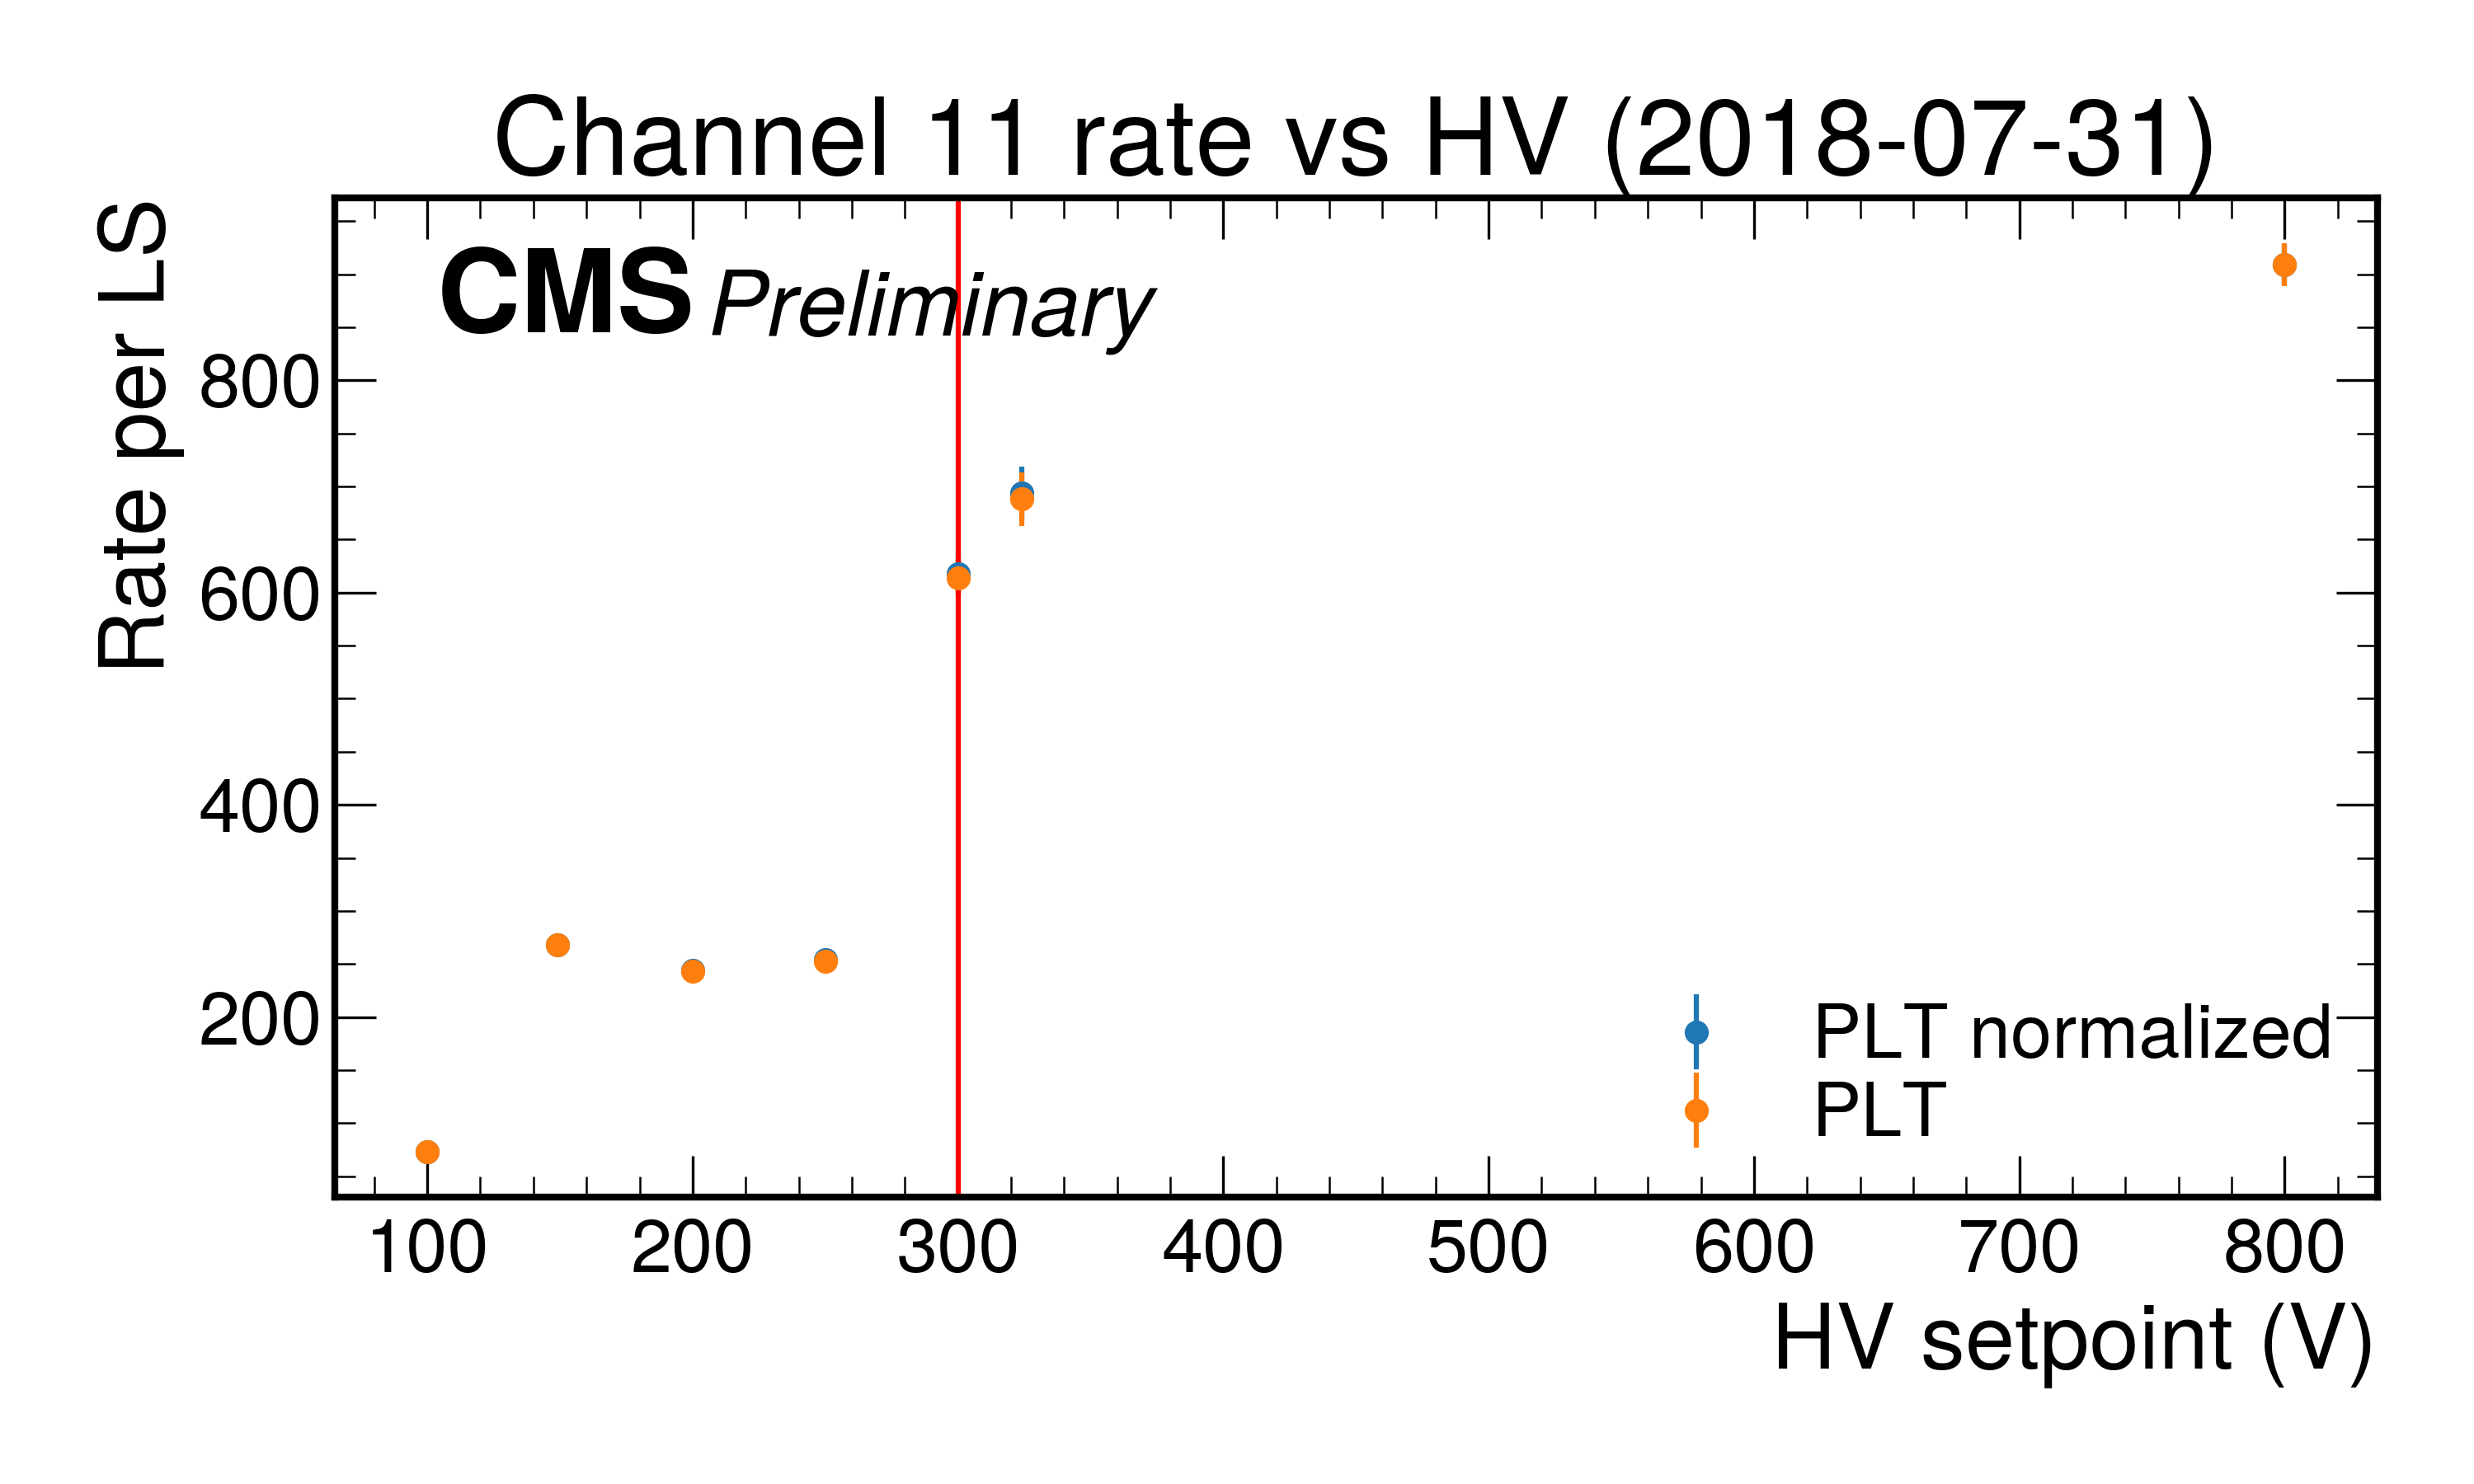 Channel 11 rate vs HV (2018-07-31)
Rate per LS
CMS Preliminary
800
600
400
200
PLT normalized
PLT
100 200 300 400 500 600 700 800
HV setpoint (V)